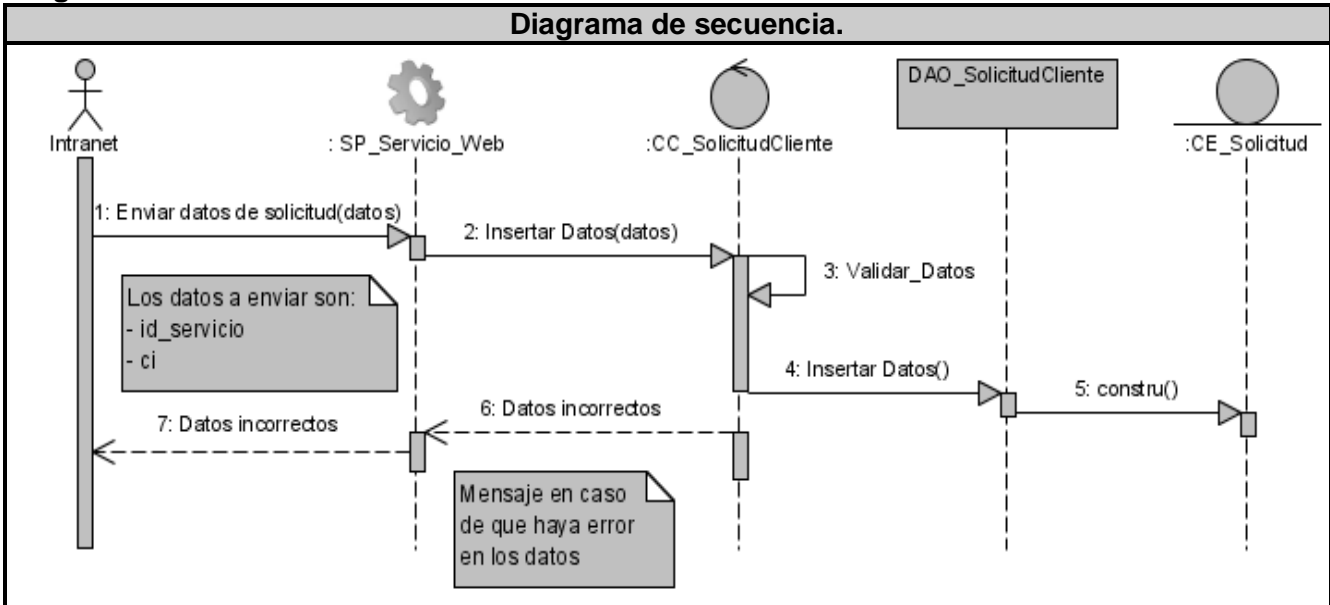 Diagrama de secuencia.
DAO_SolicitudCliente
Intranet
: SP_Servicio_Web
:CC_SolicitudCliente
:CE_Solicitud
1: Enviar datos de solicitud(datos)
2: Insertar Datos(datos)
3: Validar_Datos
Los datos a enviar son:
- id_servicio
- ci
4: Insertar Datos()
5: constru()
6: Datos incorrectos
7: Datos incorrectos
Mensaje en caso
de que haya error
en los datos